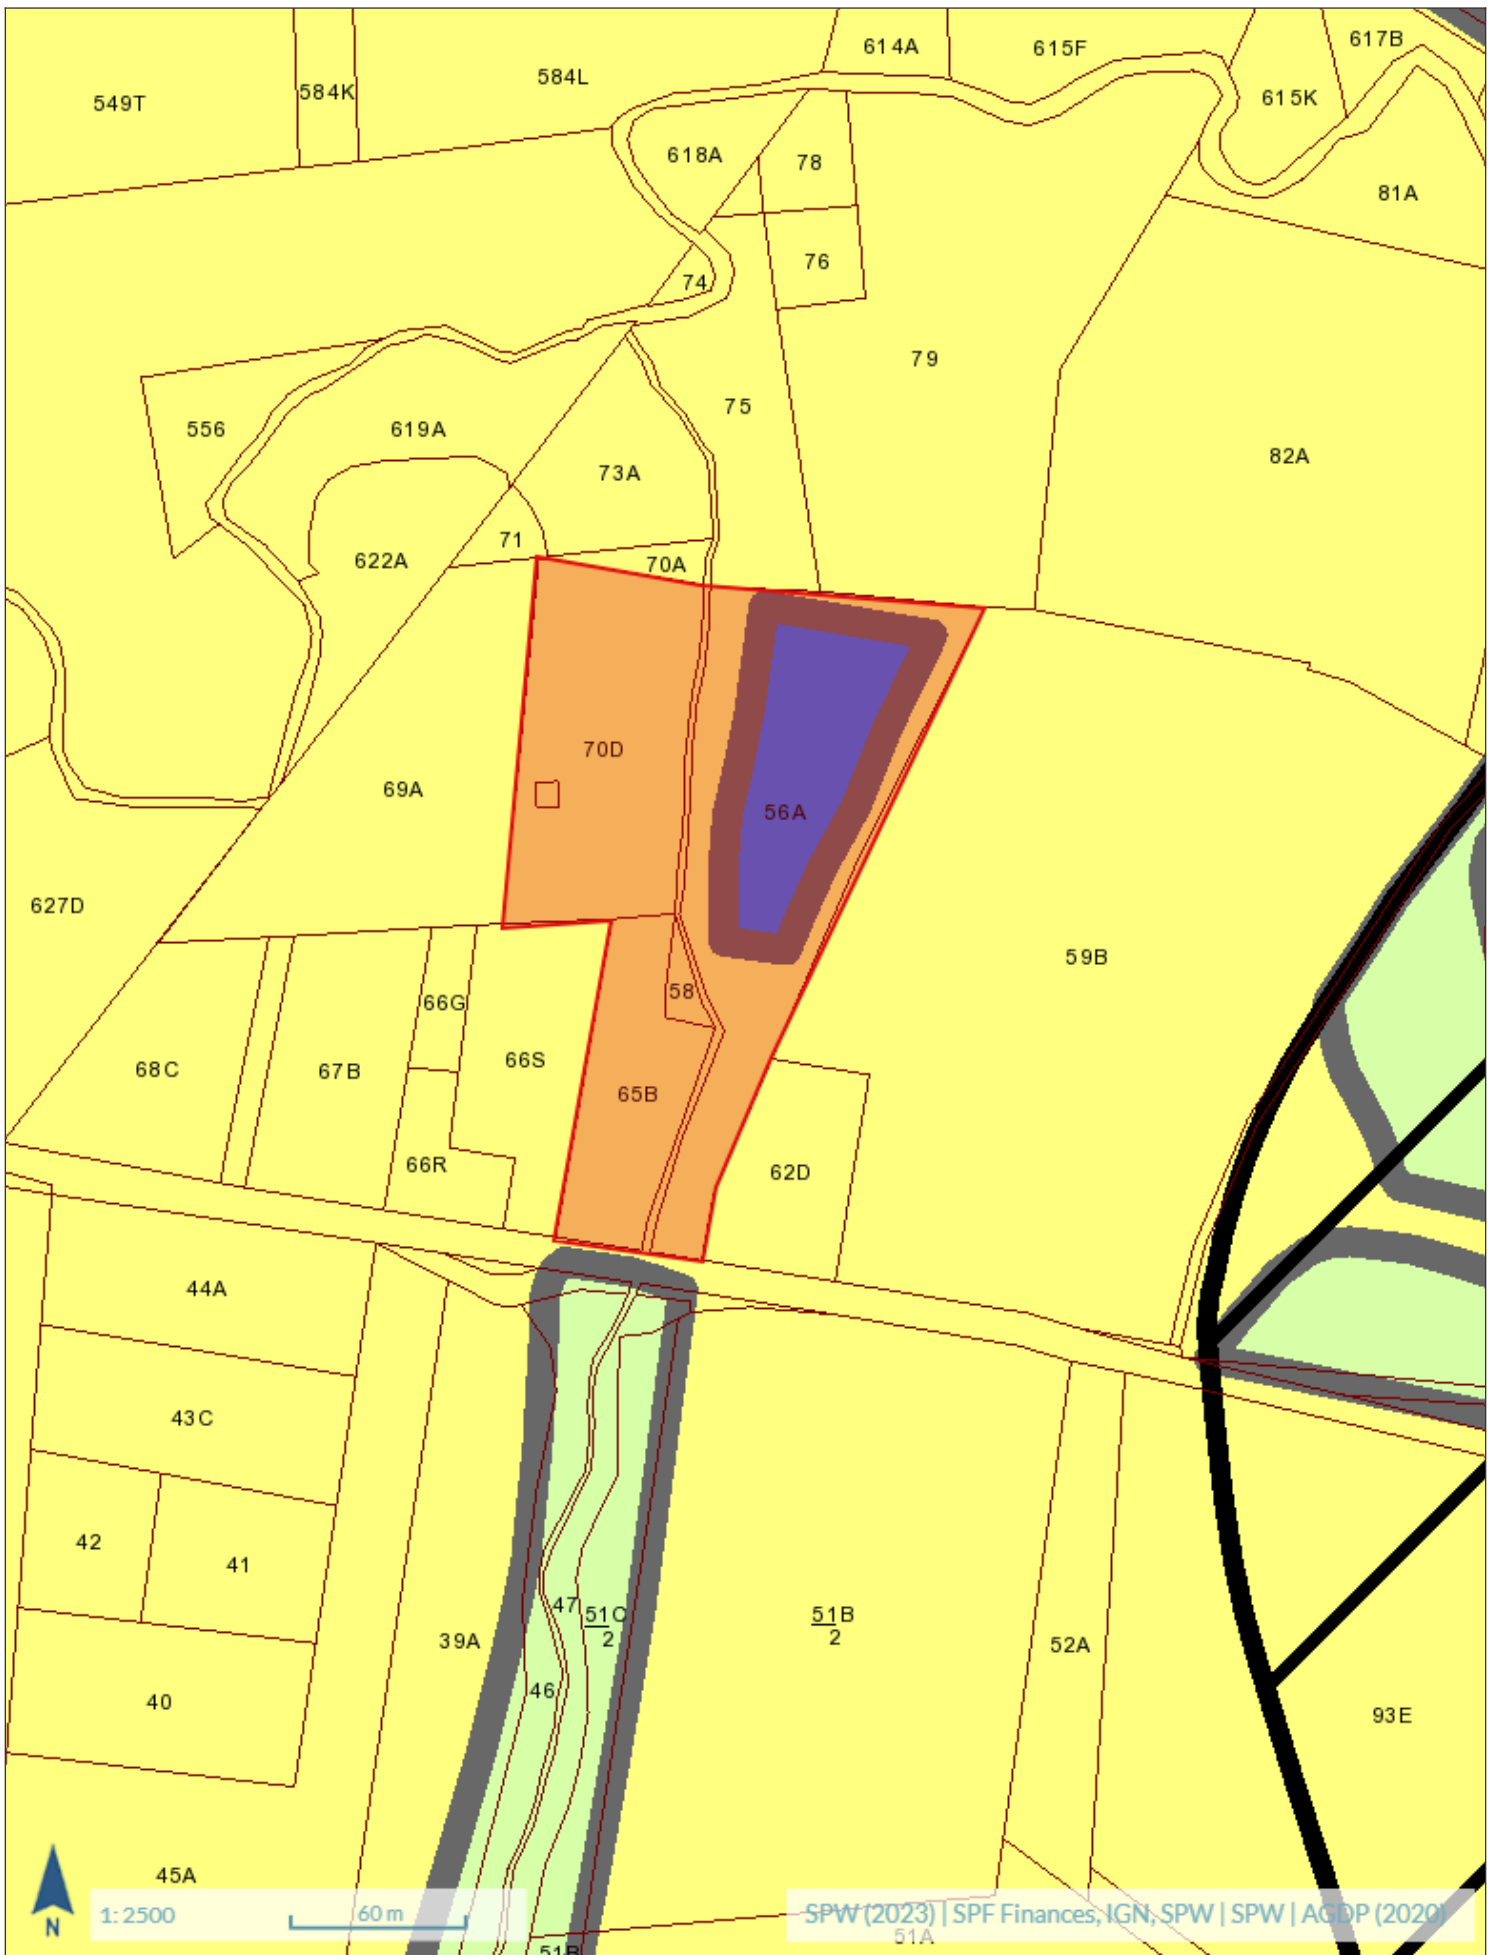 614A
615F
617B
584L
584K
549T
615K
618A
78
81A
76
74
79
75
556
619A
82A
73A
71
622A
70A
70D
69A
56A
627D
59B
58
66G
66S
68C
67B
65B
66R
62D
44A
43C
42
41
47
51C
2
51B
2
39A
52A
46
40
93E
45A
N
1: 2500
60 m
SPW (2023) | SPF Finances, IGN, SPW | SPW | AGDP (2020)
51A
51B